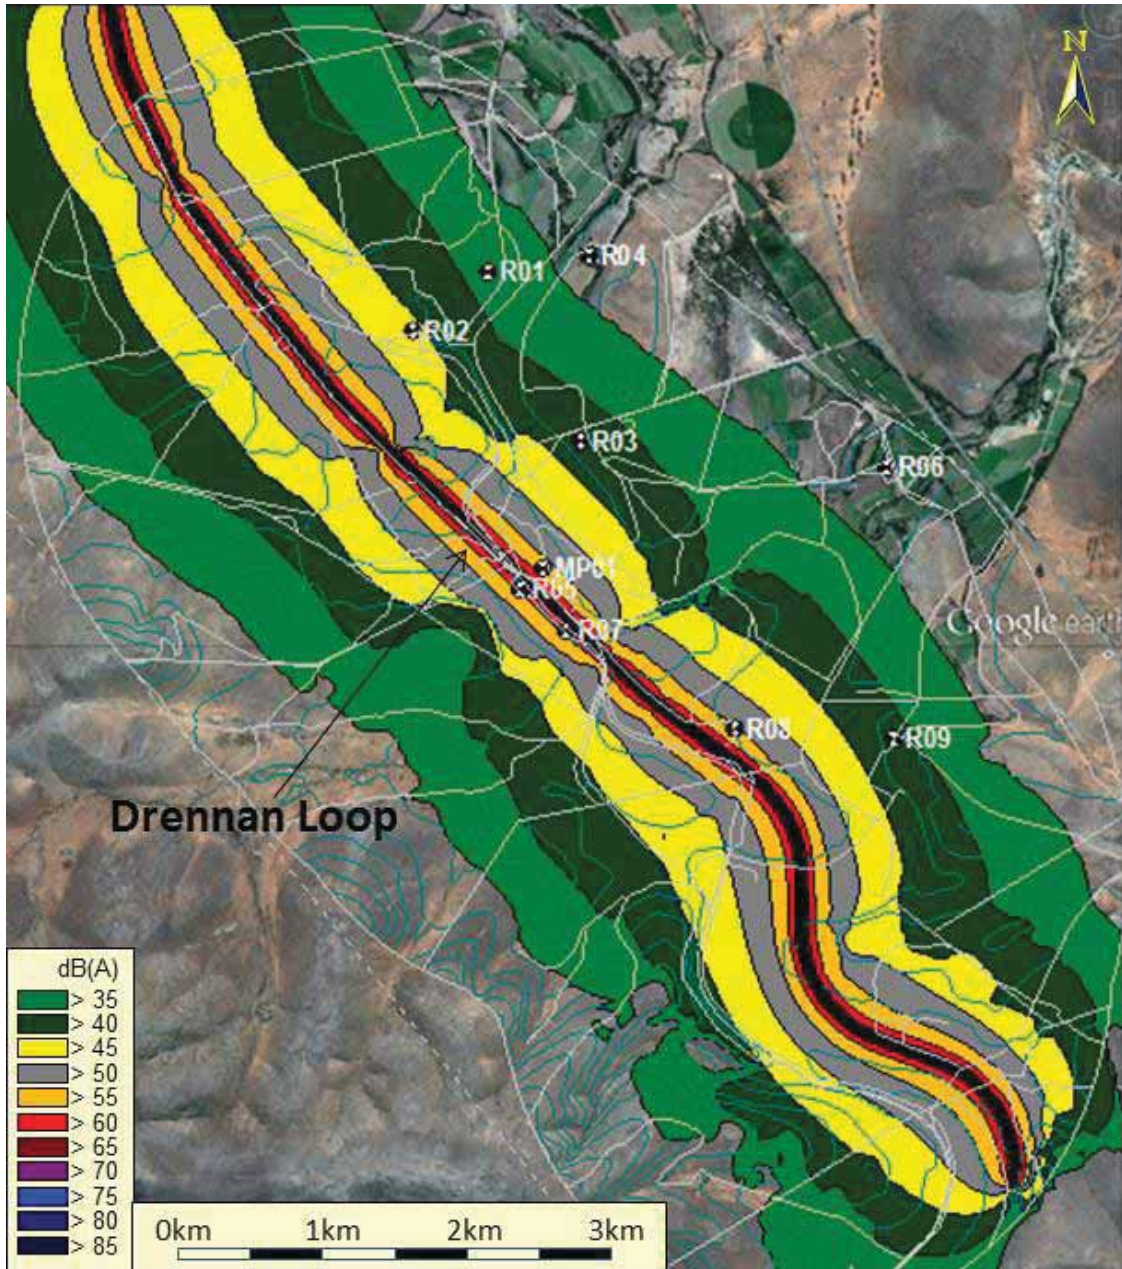 N
R04
R01
R02
R03
R06
MP01
R05
Google earth
R07
R08
R09
Drennan Loop
dB(A)
> 35
> 40
> 45
> 50
> 55
> 60
> 65
> 70
> 75
> 80
> 85
0km 1km 2km 3km